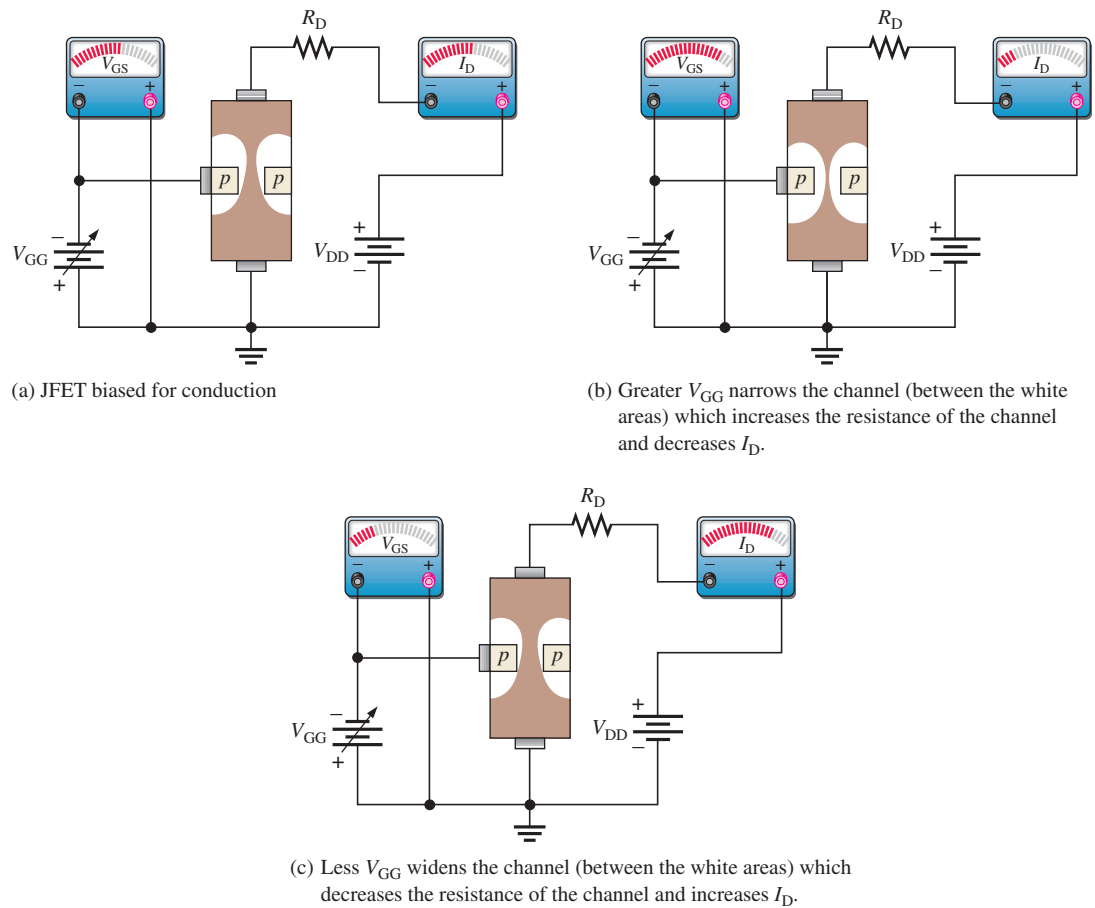 R_D
V_GS
− +
I_D
− +
p p
−
V_GG
+
+
V_DD
−
(a) JFET biased for conduction
R_D
V_GS
− +
I_D
− +
p p
−
V_GG
+
+
V_DD
−
(b) Greater V_GG narrows the channel (between the white
areas) which increases the resistance of the channel
and decreases I_D.
R_D
V_GS
− +
I_D
− +
p p
−
V_GG
+
+
V_DD
−
(c) Less V_GG widens the channel (between the white areas) which
decreases the resistance of the channel and increases I_D.